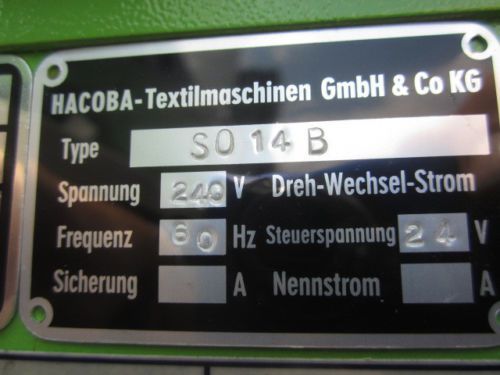 HACOBA-Textilmaschinen GmbH & Co KG
Type SO 14 B
Spannung 240 V Dreh-Wechsel-Strom
Frequenz 60 Hz Steuerspannung 24 V
Sicherung A Nennstrom A